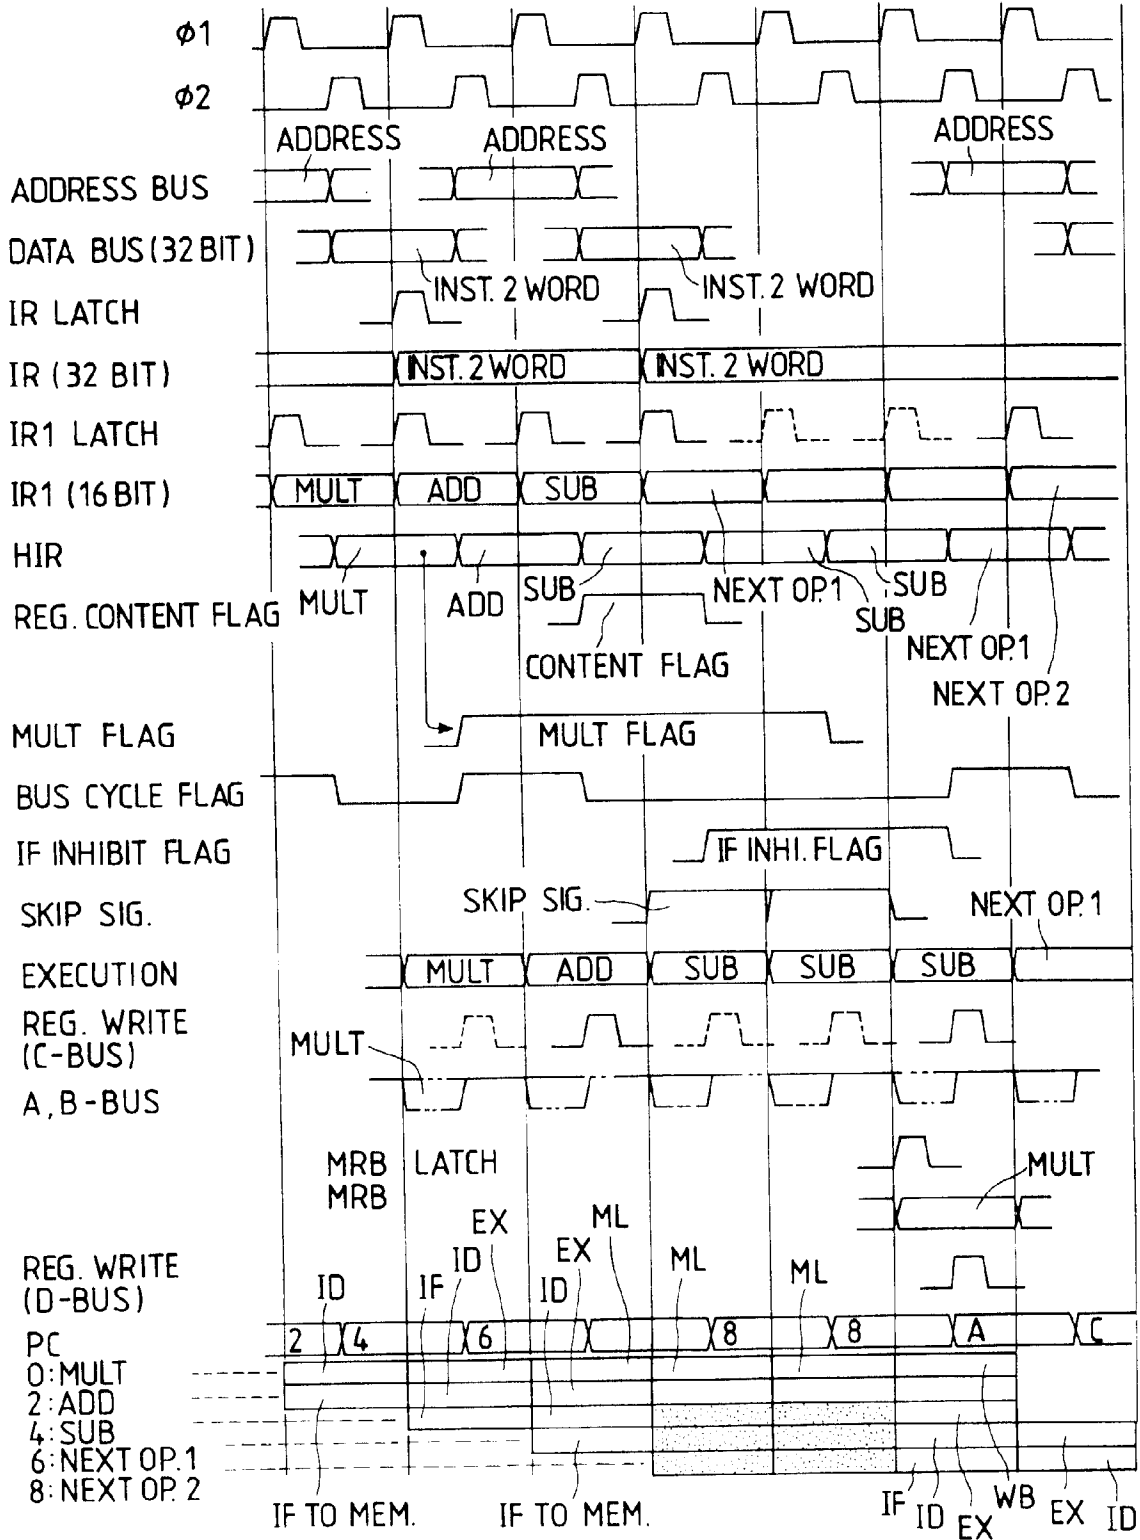 ϕ1
ϕ2
ADDRESS ADDRESS ADDRESS
ADDRESS BUS
DATA BUS (32 BIT)
INST. 2 WORD INST. 2 WORD
IR LATCH
IR (32 BIT) INST. 2 WORD INST. 2 WORD
IR1 LATCH
IR1 (16 BIT) MULT ADD SUB
HIR
MULT ADD SUB NEXT OP.1 SUB SUB
REG. CONTENT FLAG
CONTENT FLAG NEXT OP.1
NEXT OP. 2
MULT FLAG MULT FLAG
BUS CYCLE FLAG
IF INHIBIT FLAG IF INHI. FLAG
SKIP SIG. SKIP SIG. NEXT OP. 1
EXECUTION MULT ADD SUB SUB SUB
REG. WRITE
(C-BUS) MULT
A, B-BUS
MRB LATCH MULT
MRB
EX ML
REG. WRITE ID EX ML ML
(D-BUS) ID IF ID
PC 2 4 6 8 8 A C
0:MULT
2:ADD
4:SUB
6:NEXT OP.1
8:NEXT OP. 2
IF TO MEM. IF TO MEM. IF ID EX WB EX ID